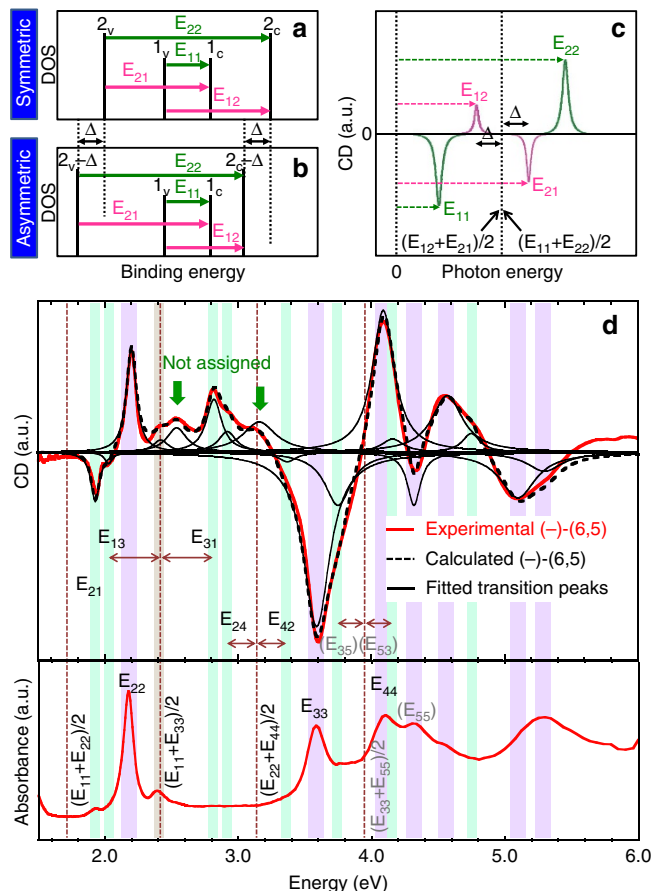 Symmetric
DOS
a
2v
E22
2c
1v
E11
1c
E21
E12
Δ
Δ
Asymmetric
DOS
b
2v–Δ
E22
2c–Δ
1v
E11
1c
E21
E12
Binding energy
c
CD (a.u.)
0
E22
E12
Δ
Δ
E21
E11
(E12+E21)/2
(E11+E22)/2
0
Photon energy
d
CD (a.u.)
Not assigned
E13
E31
E21
E24
E42
(E35)(E53)
Experimental (–)-(6,5)
Calculated (–)-(6,5)
Fitted transition peaks
Absorbance (a.u.)
(E11+E22)/2
E22
(E11+E33)/2
(E22+E44)/2
E33
(E33+E55)/2
E44
(E55)
2.0 3.0 4.0 5.0 6.0
Energy (eV)